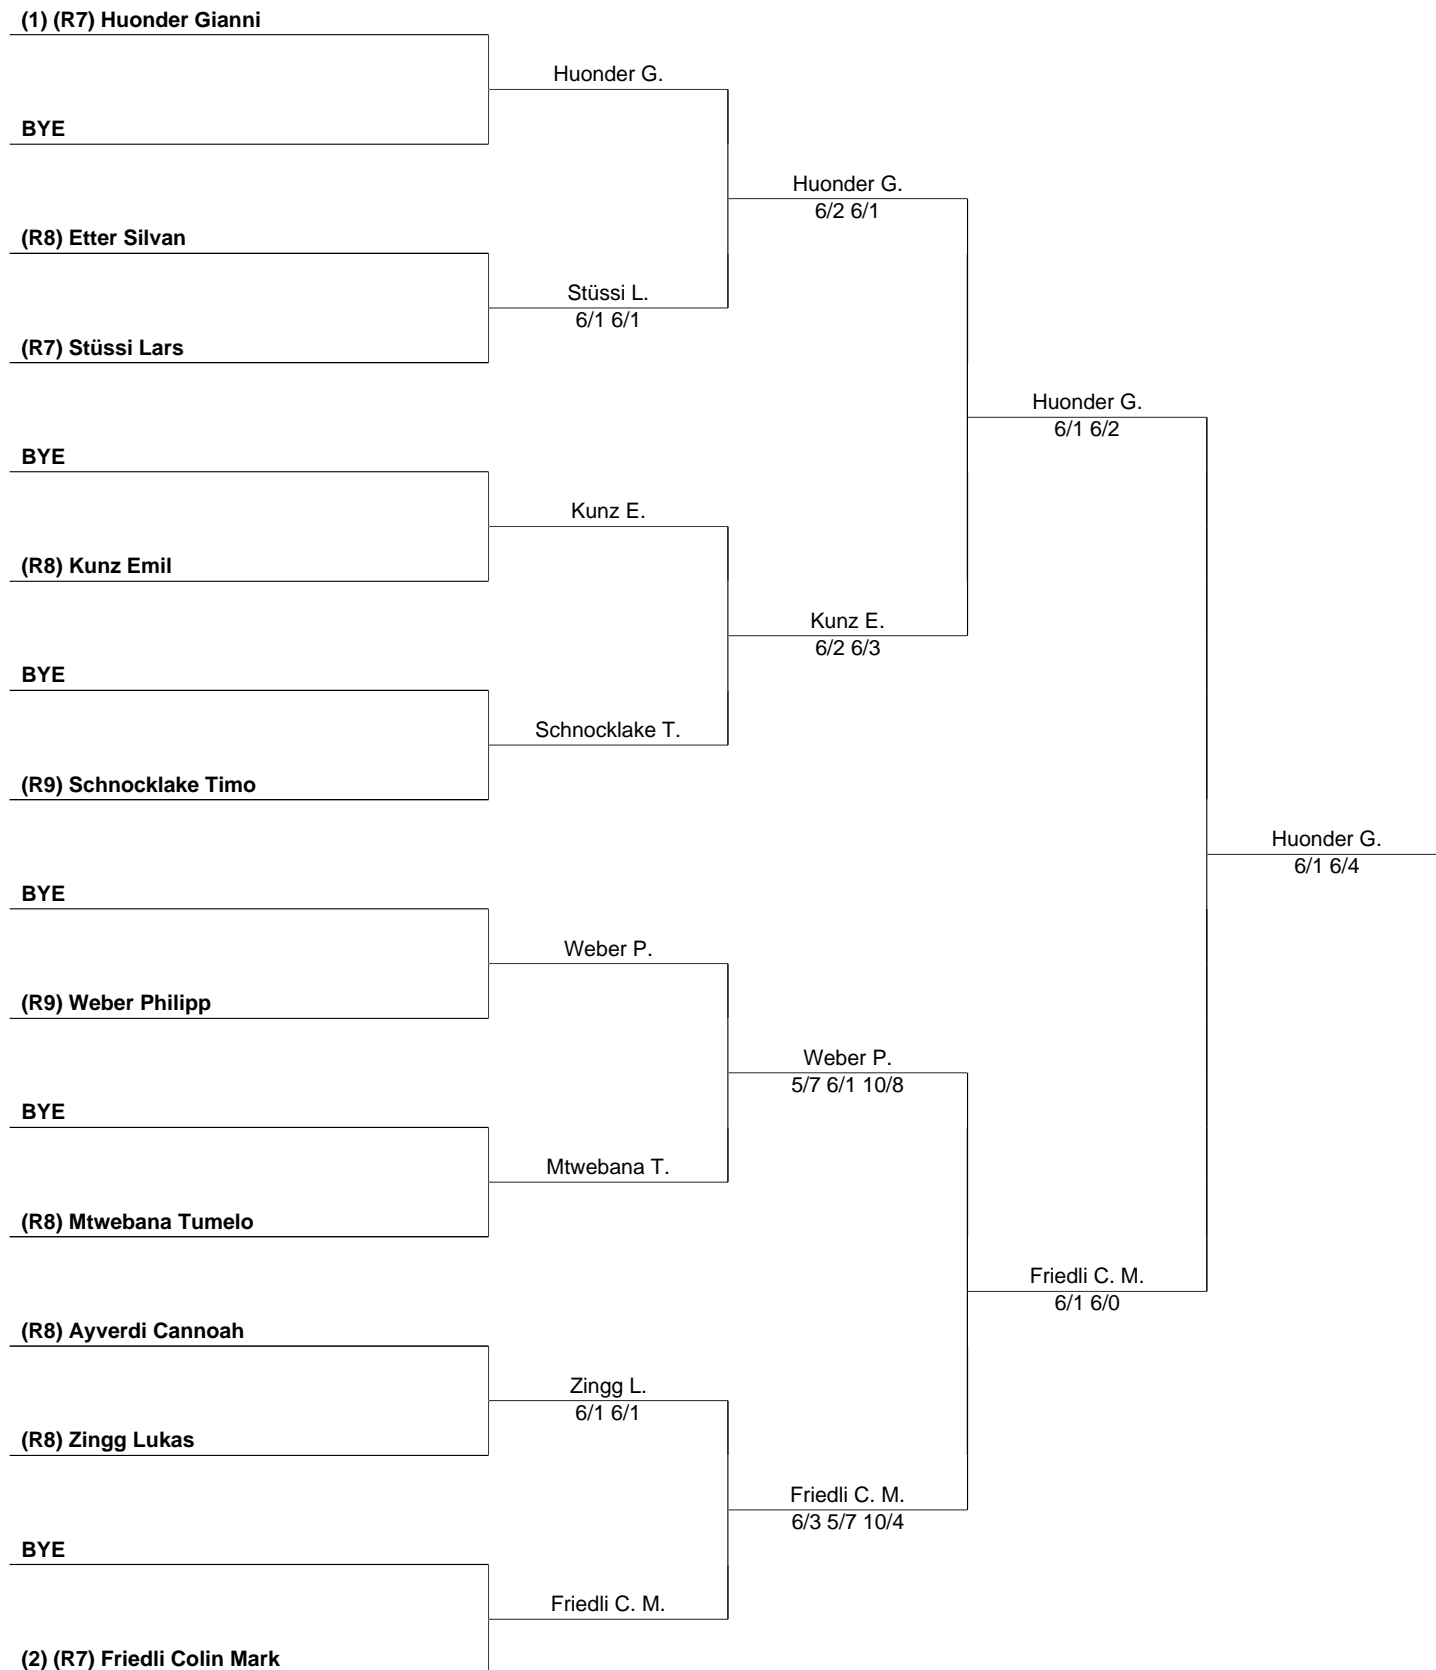 (1) (R7) Huonder Gianni
Huonder G.
BYE
Huonder G.
6/2 6/1
(R8) Etter Silvan
Stüssi L.
6/1 6/1
(R7) Stüssi Lars
Huonder G.
6/1 6/2
BYE
Kunz E.
(R8) Kunz Emil
Kunz E.
6/2 6/3
BYE
Schnocklake T.
(R9) Schnocklake Timo
Huonder G.
6/1 6/4
BYE
Weber P.
(R9) Weber Philipp
Weber P.
5/7 6/1 10/8
BYE
Mtwebana T.
(R8) Mtwebana Tumelo
Friedli C. M.
6/1 6/0
(R8) Ayverdi Cannoah
Zingg L.
6/1 6/1
(R8) Zingg Lukas
Friedli C. M.
6/3 5/7 10/4
BYE
Friedli C. M.
(2) (R7) Friedli Colin Mark